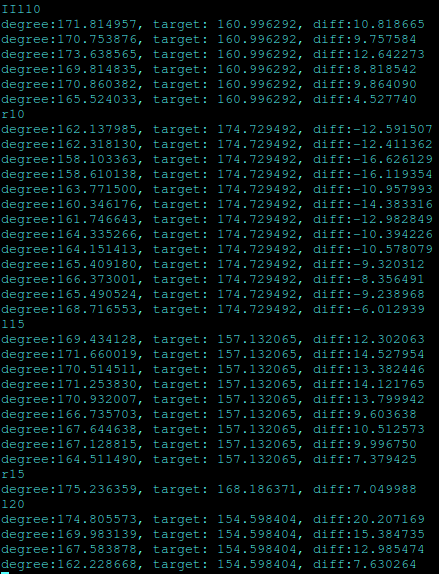 IIl10
degree:171.814957, target: 160.996292, diff:10.818665
degree:170.753876, target: 160.996292, diff:9.757584
degree:173.638565, target: 160.996292, diff:12.642273
degree:169.814835, target: 160.996292, diff:8.818542
degree:170.860382, target: 160.996292, diff:9.864090
degree:165.524033, target: 160.996292, diff:4.527740
r10
degree:162.137985, target: 174.729492, diff:-12.591507
degree:162.318130, target: 174.729492, diff:-12.411362
degree:158.103363, target: 174.729492, diff:-16.626129
degree:158.610138, target: 174.729492, diff:-16.119354
degree:163.771500, target: 174.729492, diff:-10.957993
degree:160.346176, target: 174.729492, diff:-14.383316
degree:161.746643, target: 174.729492, diff:-12.982849
degree:164.335266, target: 174.729492, diff:-10.394226
degree:164.151413, target: 174.729492, diff:-10.578079
degree:165.409180, target: 174.729492, diff:-9.320312
degree:166.373001, target: 174.729492, diff:-8.356491
degree:165.490524, target: 174.729492, diff:-9.238968
degree:168.716553, target: 174.729492, diff:-6.012939
l15
degree:169.434128, target: 157.132065, diff:12.302063
degree:171.660019, target: 157.132065, diff:14.527954
degree:170.514511, target: 157.132065, diff:13.382446
degree:171.253830, target: 157.132065, diff:14.121765
degree:170.932007, target: 157.132065, diff:13.799942
degree:166.735703, target: 157.132065, diff:9.603638
degree:167.644638, target: 157.132065, diff:10.512573
degree:167.128815, target: 157.132065, diff:9.996750
degree:164.511490, target: 157.132065, diff:7.379425
r15
degree:175.236359, target: 168.186371, diff:7.049988
l20
degree:174.805573, target: 154.598404, diff:20.207169
degree:169.983139, target: 154.598404, diff:15.384735
degree:167.583878, target: 154.598404, diff:12.985474
degree:162.228668, target: 154.598404, diff:7.630264